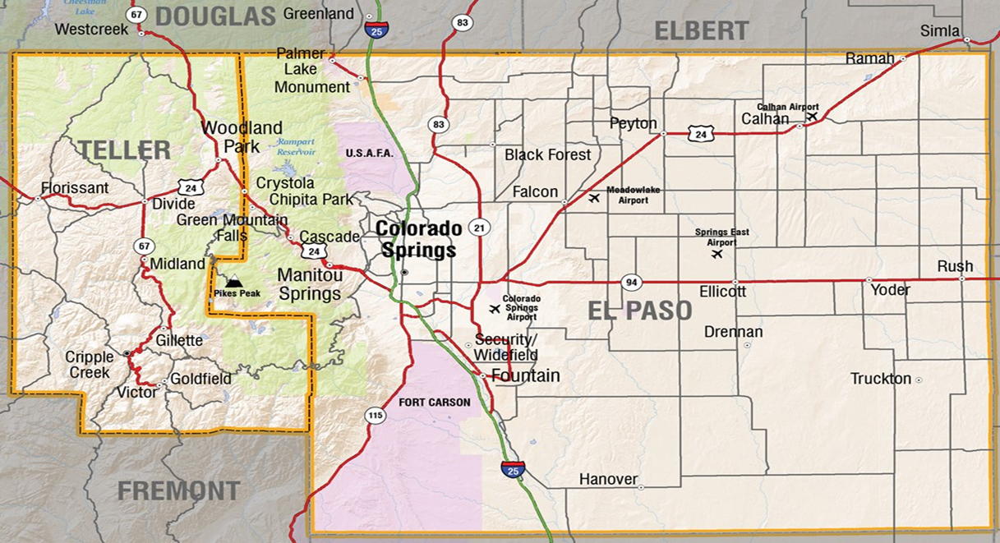 Cheesman
Lake
67
DOUGLAS
Greenland
25
83
ELBERT
Simla
Westcreek
Palmer
Lake
Ramah
Monument
Calhan Airport
Calhan
83
Peyton
24
Woodland
Park
TELLER
Rampart
Reservoir
U.S.A.F.A.
Black Forest
Florissant
24
Crystola
Divide
Chipita Park
Falcon
Meadowlake
Airport
Green Mountain
Falls
Colorado
Springs
21
Springs East
Airport
67
Cascade
24
Midland
Manitou
Springs
Pikes Peak
94
Ellicott
Yoder
Rush
Colorado
Springs
Airport
EL PASO
Gillette
Security/
Widefield
Drennan
Cripple
Creek
Goldfield
Fountain
Truckton
Victor
FORT CARSON
115
25
Hanover
FREMONT